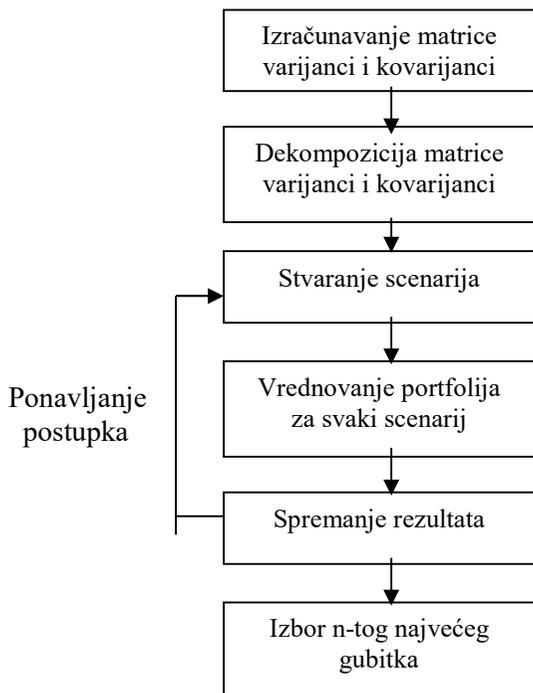 Izračunavanje matrice
varijanci i kovarijanci
Dekompozicija matrice
varijanci i kovarijanci
Stvaranje scenarija
Vrednovanje portfolija
za svaki scenarij
Ponavljanje
postupka
Spremanje rezultata
Izbor n-tog najvećeg
gubitka